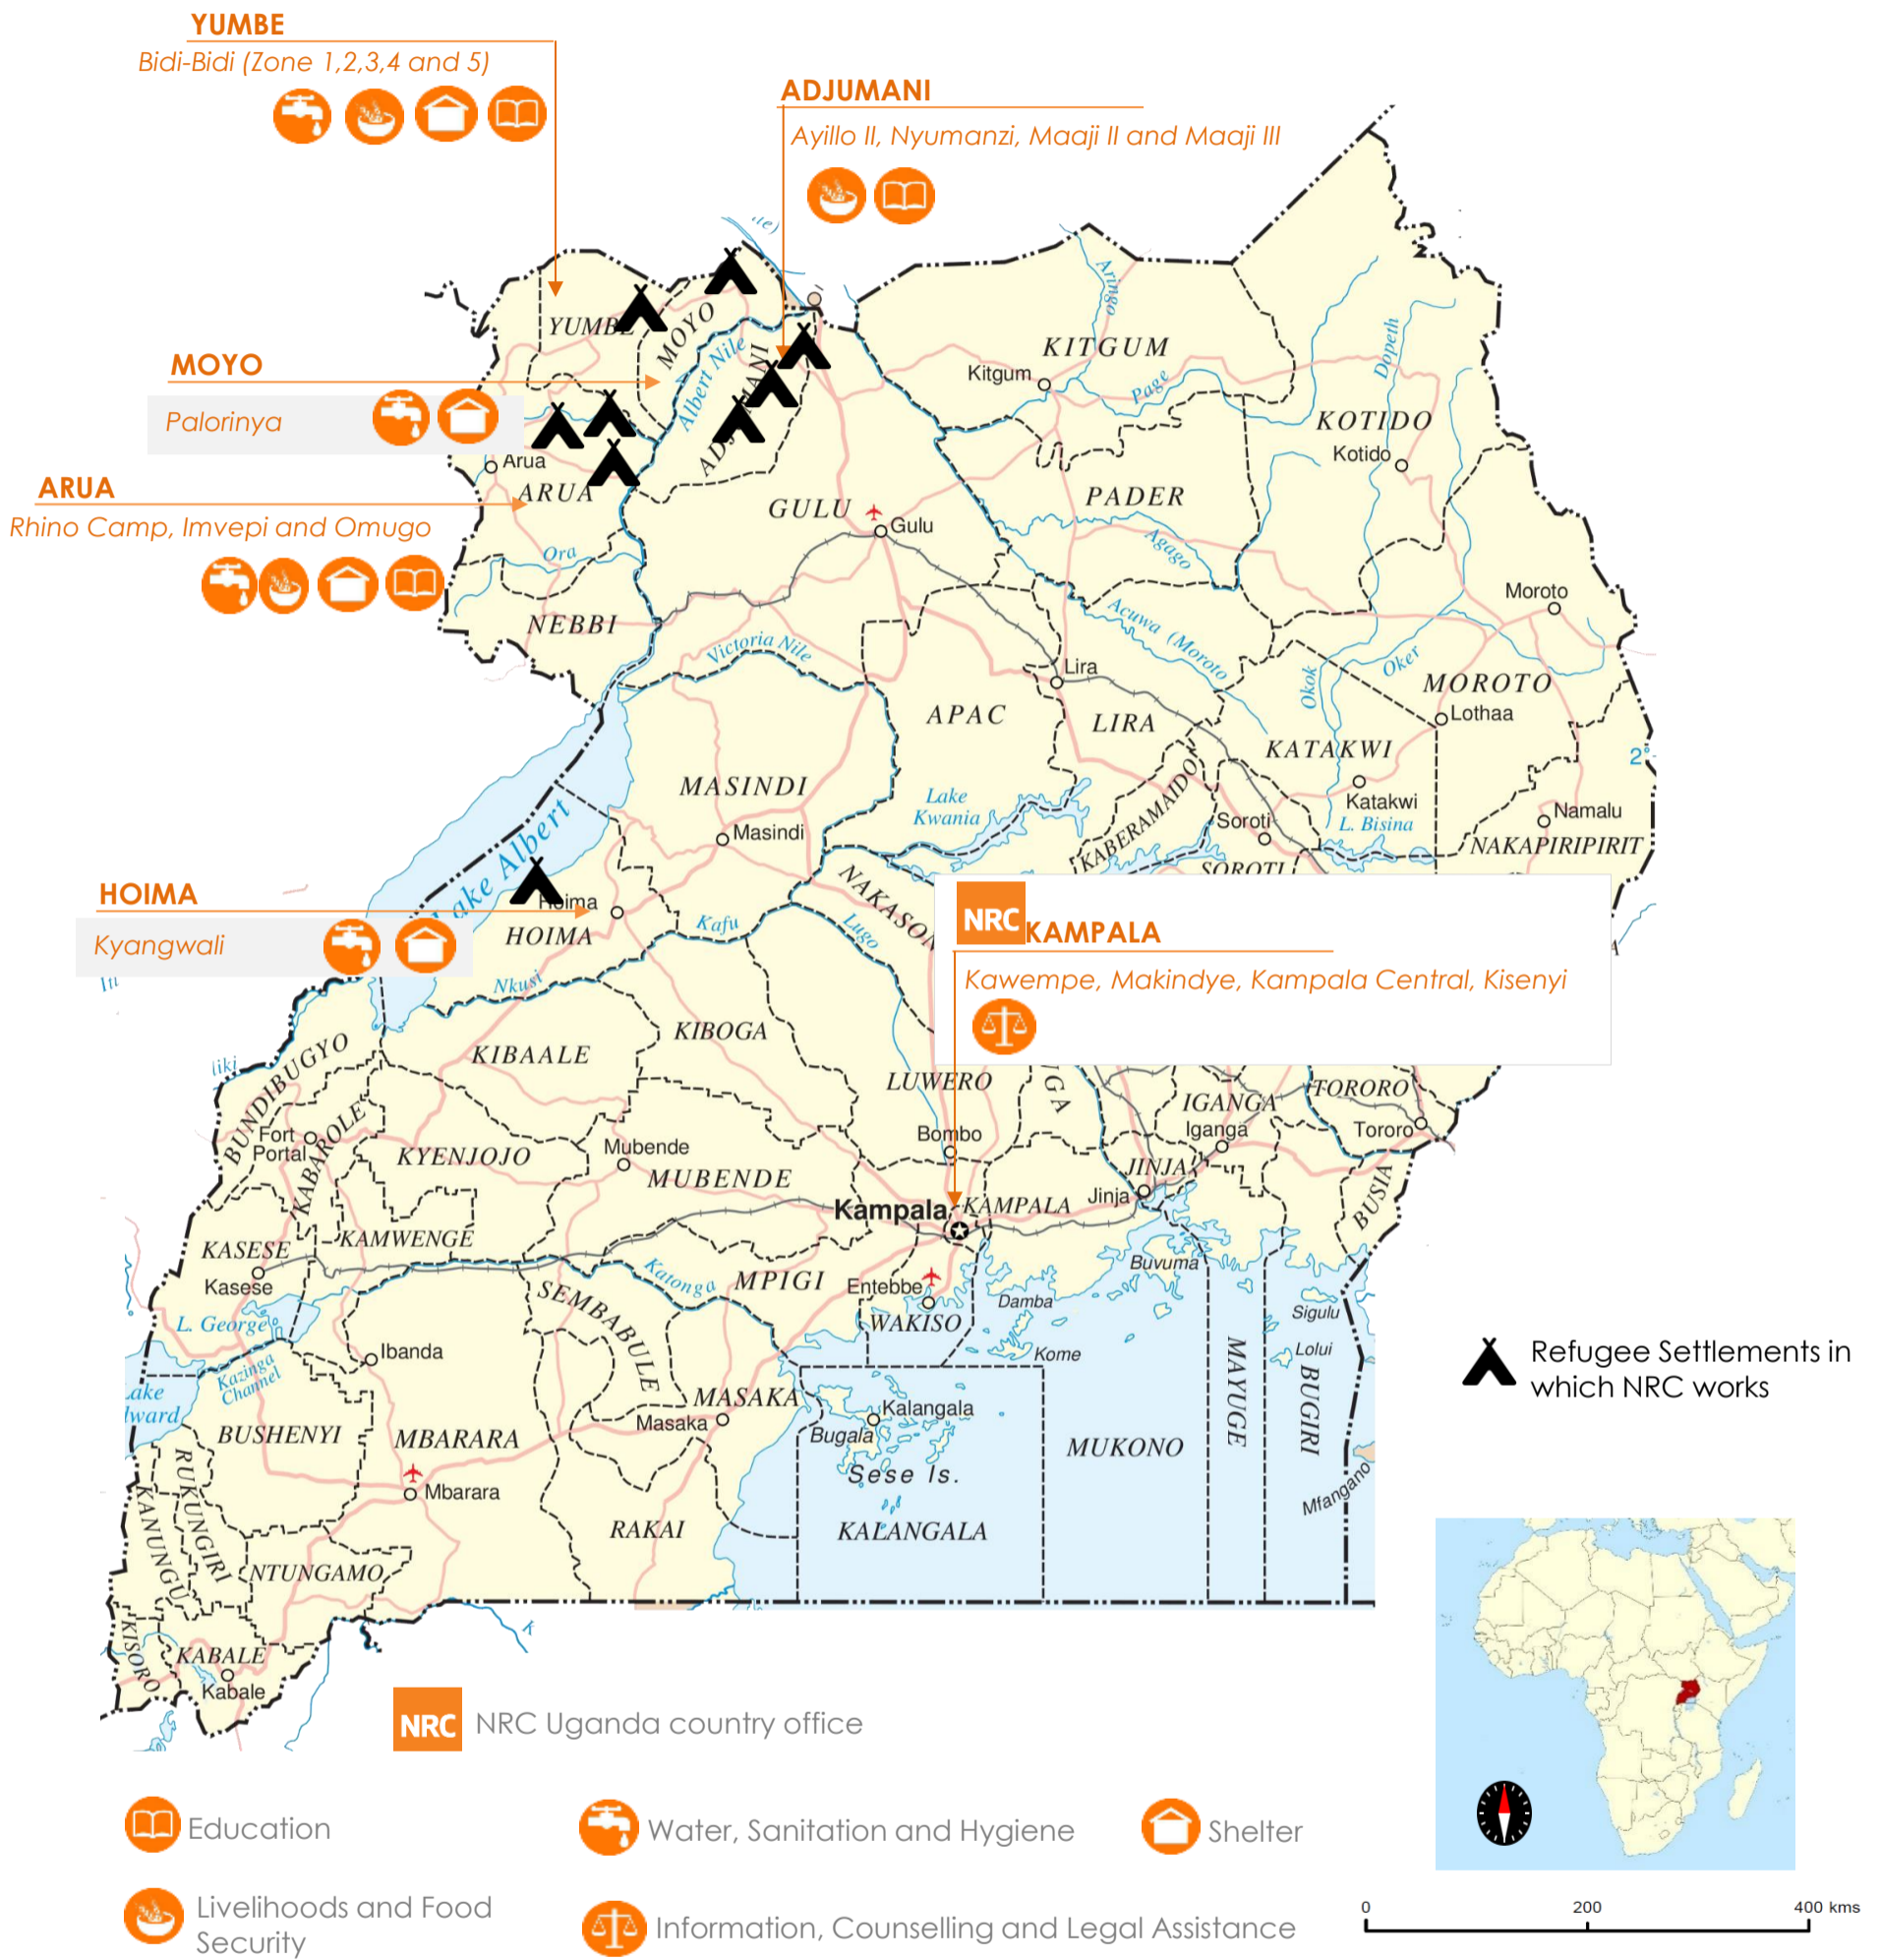 YUMBE
Bidi-Bidi (Zone 1,2,3,4 and 5)
ADJUMANI
Ayillo II, Nyumanzi, Maaji II and Maaji III
MOYO
Palorinya
ARUA
Rhino Camp, Imvepi and Omugo
HOIMA
Kyangwali
NRC
KAMPALA
Kawempe, Makindye, Kampala Central, Kisenyi
YUMBE
MOYO
Albert Nile
Aringo
KITGUM
Kitgum
Page
Dopeth
KOTIDO
Kotido
Arua
ARUA
GULU
Gulu
PADER
Agago
Ora
NEBBI
Victoria Nile
Acuwa (Moroto
Moroto
Lira
Okok
Oker
MOROTO
Lothaa
APAC
LIRA
KATAKWI
2°
MASINDI
Lake
Kwania
KABERAMAIDO
Katakwi
Namalu
Masindi
Soroti
L. Bisina
NAKAPIRIPIRIT
SOROTI
Lake Albert
Hoima
HOIMA
Kafu
Lugo
Nkusi
KIBOGA
KIBAALE
BUNDIBUGYO
LUWERO
IGANGA
TORORO
Iganga
Tororo
Fort
Portal
KABAROLE
KYENJOJO
Mubende
MUBENDE
Bombo
JINJA
Jinja
BUSIA
Kampala
KAMPALA
KASESE
Kasese
KAMWENGE
Katonga
MPIGI
Entebbe
Buvuma
SEMBABULE
Damba
Sigulu
L. George
WAKISO
Kome
Lolui
Ibanda
Kazinga
Channel
MAYUGE
BUGIRI
MASAKA
Masaka
Kalangala
Bugala
BUSHENYI
MBARARA
MUKONO
Sese Is.
Mfangano
Mbarara
RUKUNGIRI
KANUNGU
RAKAI
KALANGALA
NTUNGAMO
KISORO
KABALE
Kabale
Refugee Settlements in
which NRC works
NRC
NRC Uganda country office
Education
Water, Sanitation and Hygiene
Shelter
Livelihoods and Food
Security
Information, Counselling and Legal Assistance
0 200 400 kms